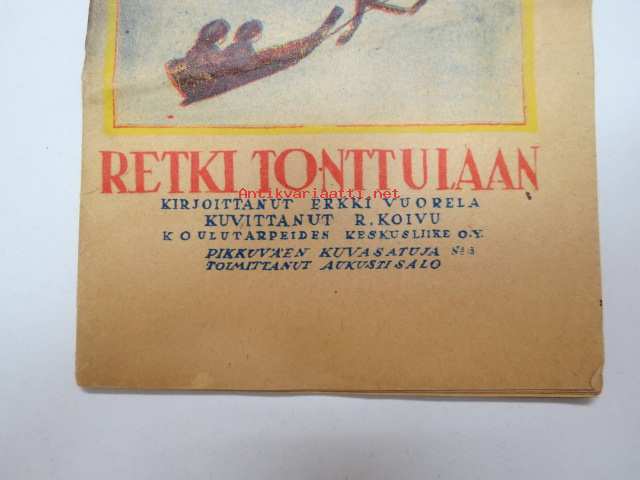 RETKI TONTTULAAN
Antikvariaatti.net
KIRJOITTANUT ERKKI VUORELA
KUVITTANUT R. KOIVU
KOULUTARPEIDEN KESKUSLIIKE O.Y.
PIKKUVÄEN KUVASATUJA
TOIMITTANUT AUKUSTI SALO